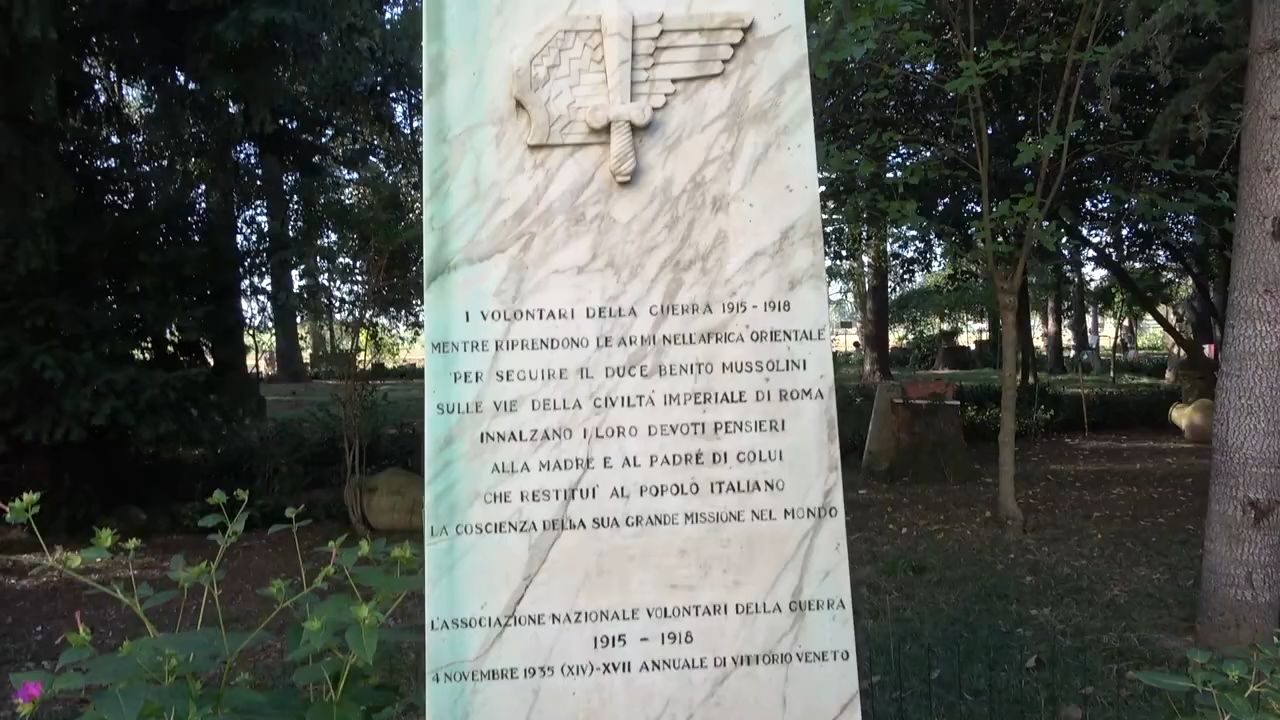 I VOLONTARI DELLA GUERRA 1915-1918
MENTRE RIPRENDONO LE ARMI NELL'AFRICA ORIENTALE
PER SEGUIRE IL DUCE BENITO MUSSOLINI
SULLE VIE DELLA CIVILTA' IMPERIALE DI ROMA
INNALZANO I LORO DEVOTI PENSIERI
ALLA MADRE E AL PADRE DI COLUI
CHE RESTITUI' AL POPOLO ITALIANO
LA COSCIENZA DELLA SUA GRANDE MISSIONE NEL MONDO
L'ASSOCIAZIONE NAZIONALE VOLONTARI DELLA GUERRA
1915 - 1918
4 NOVEMBRE 1935 (XIV)-XVII ANNUALE DI VITTORIO VENETO